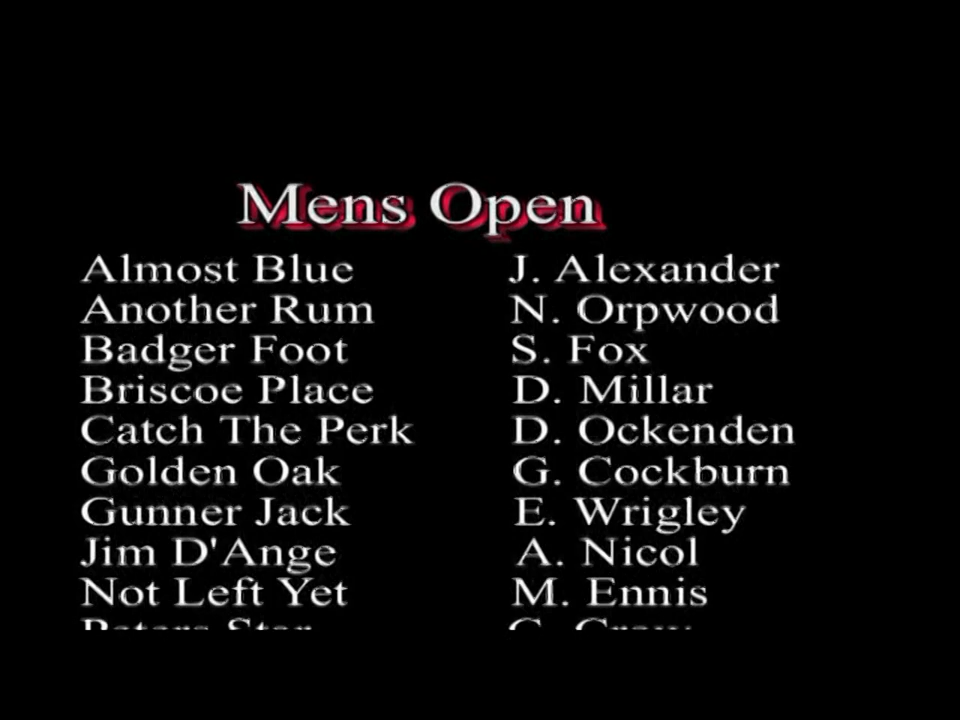 Mens Open
Almost Blue J. Alexander
Another Rum N. Orpwood
Badger Foot S. Fox
Briscoe Place D. Millar
Catch The Perk D. Ockenden
Golden Oak G. Cockburn
Gunner Jack E. Wrigley
Jim D'Ange A. Nicol
Not Left Yet M. Ennis